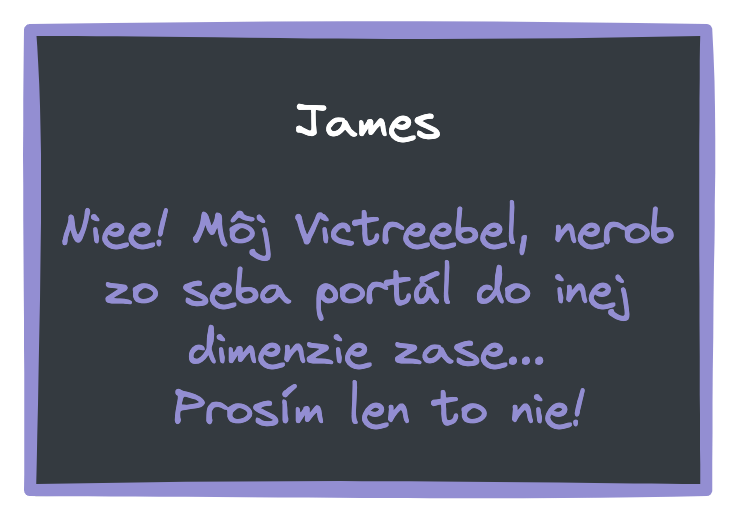 James
Niee! Môj Victreebel, nerob
zo seba portál do inej
dimenzie zase...
Prosím len to nie!